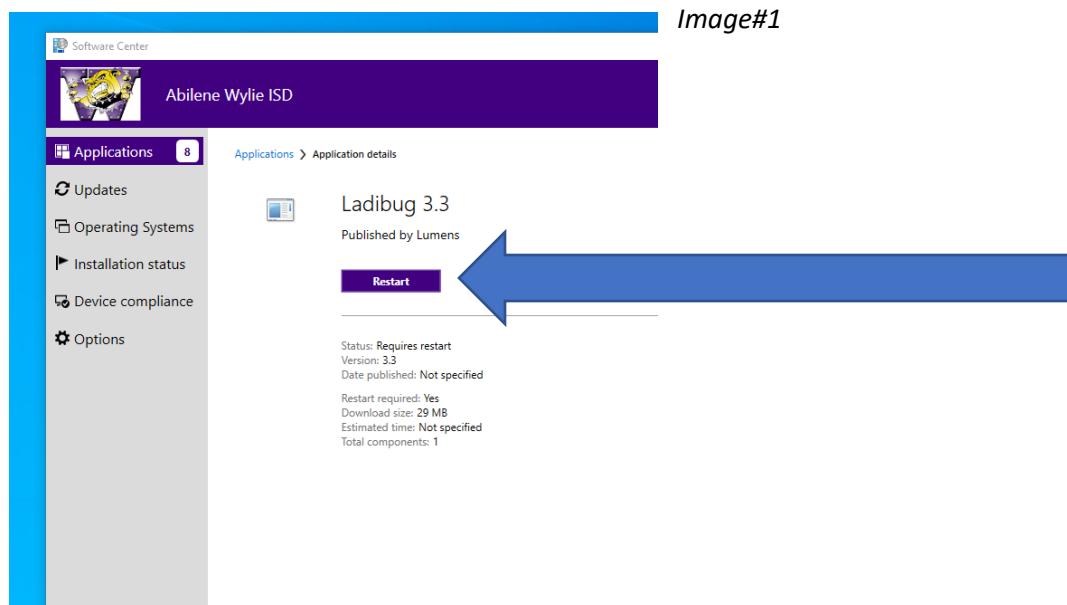 Image#1
Software Center
Abilene Wylie ISD
Applications 8
Updates
Operating Systems
Installation status
Device compliance
Options
Applications ❯ Application details
Ladibug 3.3
Published by Lumens
Restart
Status: Requires restart
Version: 3.3
Date published: Not specified
Restart required: Yes
Download size: 29 MB
Estimated time: Not specified
Total components: 1